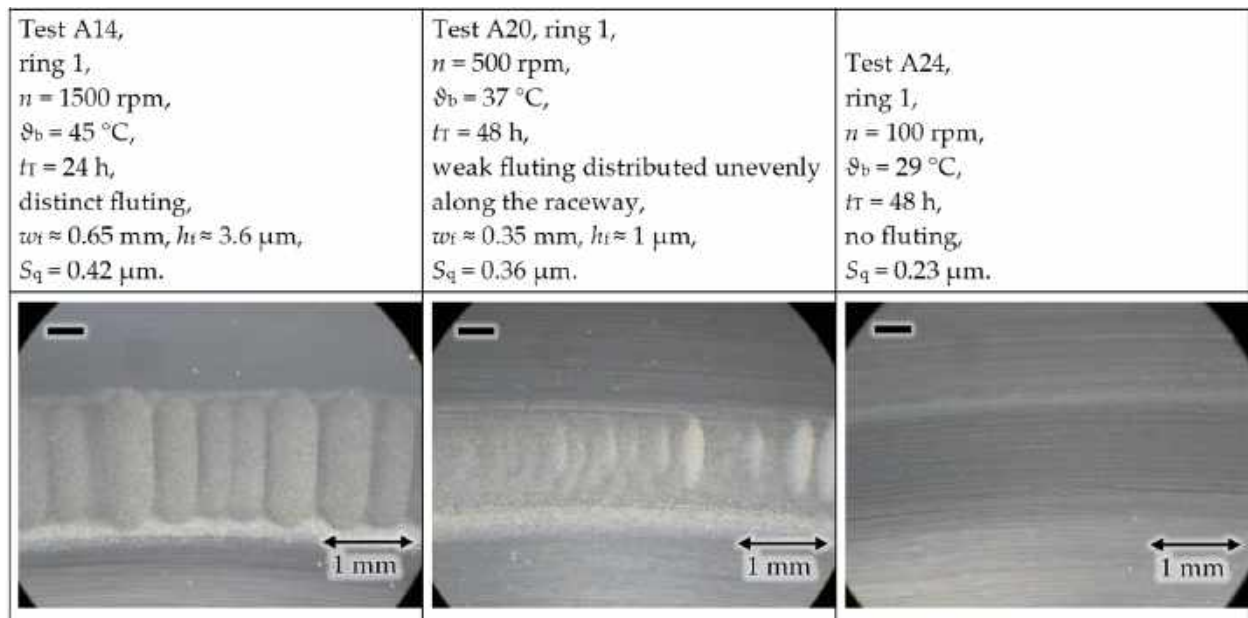 Test A14,
ring 1,
n = 1500 rpm,
ϑb = 45 °C,
tT = 24 h,
distinct fluting,
wf ≈ 0.65 mm, hf ≈ 3.6 μm,
Sq = 0.42 μm.
Test A20, ring 1,
n = 500 rpm,
ϑb = 37 °C,
tT = 48 h,
weak fluting distributed unevenly
along the raceway,
wf ≈ 0.35 mm, hf ≈ 1 μm,
Sq = 0.36 μm.
Test A24,
ring 1,
n = 100 rpm,
ϑb = 29 °C,
tT = 48 h,
no fluting,
Sq = 0.23 μm.
1 mm
1 mm
1 mm